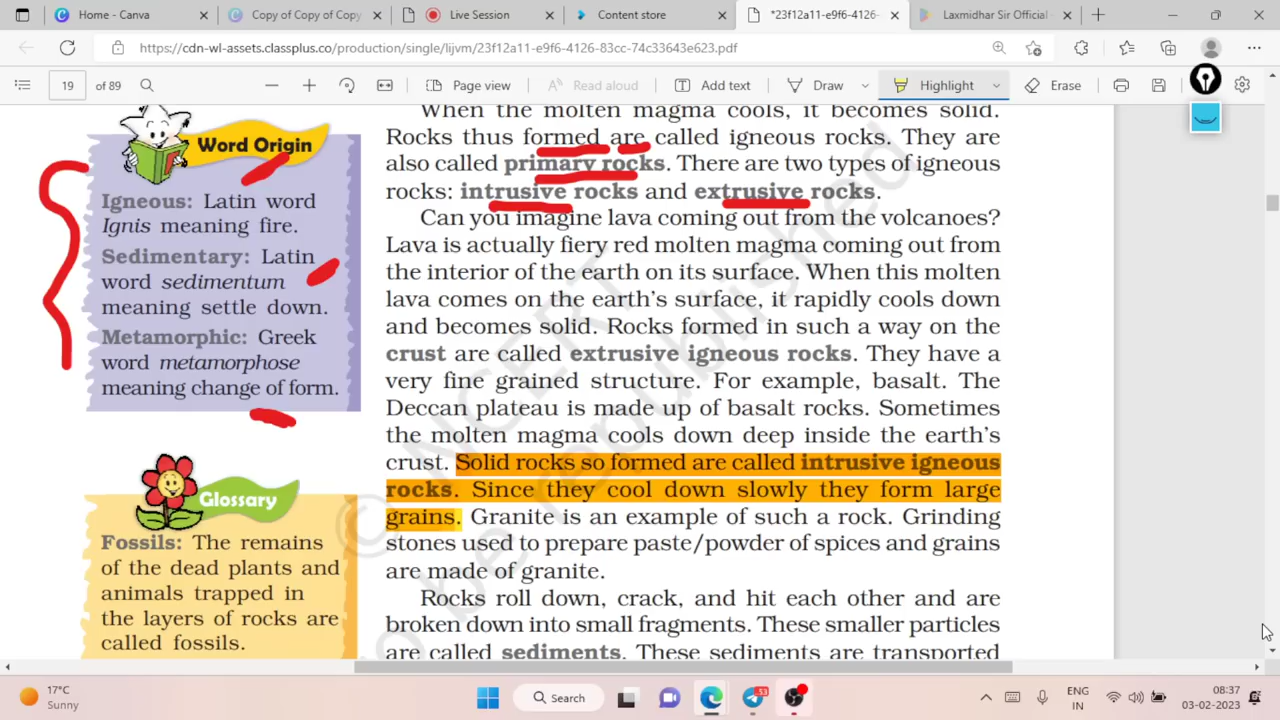 Home - Canva
Copy of Copy of Copy
Live Session
Content store
*23f12a11-e9f6-4126-
Laxmidhar Sir Official -
https://cdn-wl-assets.classplus.co/production/single/lijvm/23f12a11-e9f6-4126-83cc-74c33643e623.pdf
19 of 89
Page view
Read aloud
Add text
Draw
Highlight
Erase
Word Origin
Igneous: Latin word
Ignis meaning fire.
Sedimentary: Latin
word sedimentum
meaning settle down.
Metamorphic: Greek
word metamorphose
meaning change of form.
Glossary
Fossils: The remains
of the dead plants and
animals trapped in
the layers of rocks are
called fossils.
When the molten magma cools, it becomes solid.
Rocks thus formed are called igneous rocks. They are
also called primary rocks. There are two types of igneous
rocks: intrusive rocks and extrusive rocks.
Can you imagine lava coming out from the volcanoes?
Lava is actually fiery red molten magma coming out from
the interior of the earth on its surface. When this molten
lava comes on the earth's surface, it rapidly cools down
and becomes solid. Rocks formed in such a way on the
crust are called extrusive igneous rocks. They have a
very fine grained structure. For example, basalt. The
Deccan plateau is made up of basalt rocks. Sometimes
the molten magma cools down deep inside the earth's
crust. Solid rocks so formed are called intrusive igneous
rocks. Since they cool down slowly they form large
grains. Granite is an example of such a rock. Grinding
stones used to prepare paste/powder of spices and grains
are made of granite.
Rocks roll down, crack, and hit each other and are
broken down into small fragments. These smaller particles
are called sediments. These sediments are transported
17°C
Sunny
Search
53
ENG
IN
08:37
03-02-2023